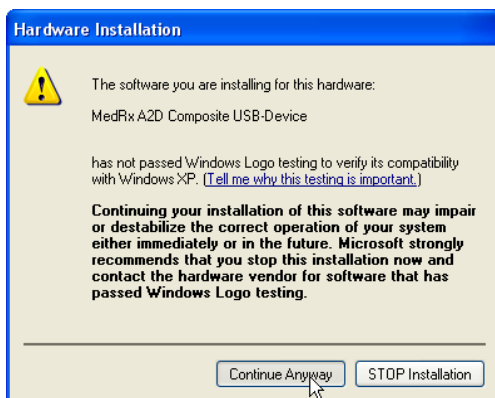 Hardware Installation
The software you are installing for this hardware:
MedRx A2D Composite USB-Device
has not passed Windows Logo testing to verify its compatibility
with Windows XP. (Tell me why this testing is important.)
Continuing your installation of this software may impair
or destabilize the correct operation of your system
either immediately or in the future. Microsoft strongly
recommends that you stop this installation now and
contact the hardware vendor for software that has
passed Windows Logo testing.
Continue Anyway STOP Installation